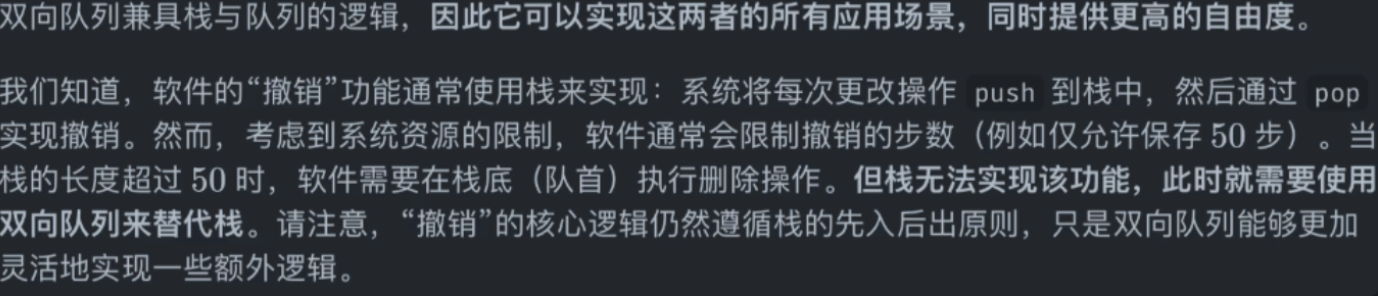 双向队列兼具栈与队列的逻辑，因此它可以实现这两者的所有应用场景，同时提供更高的自由度。
我们知道，软件的“撤销”功能通常使用栈来实现：系统将每次更改操作 push 到栈中，然后通过 pop
实现撤销。然而，考虑到系统资源的限制，软件通常会限制撤销的步数（例如仅允许保存 50 步）。当
栈的长度超过 50 时，软件需要在栈底（队首）执行删除操作。但栈无法实现该功能，此时就需要使用
双向队列来替代栈。请注意，“撤销”的核心逻辑仍然遵循栈的先入后出原则，只是双向队列能够更加
灵活地实现一些额外逻辑。